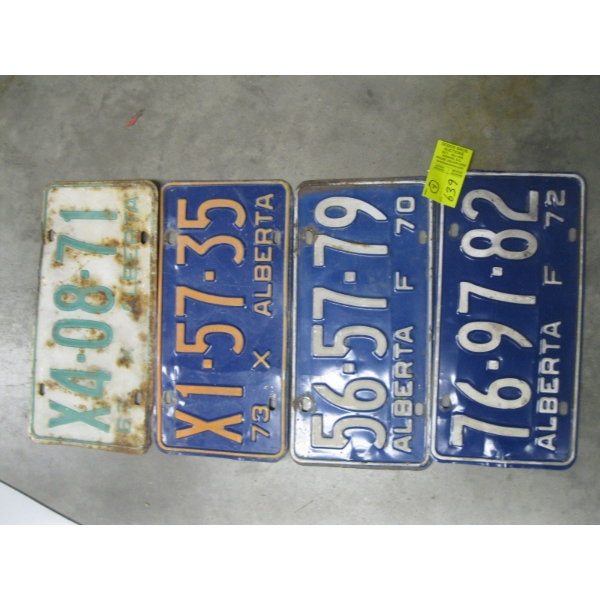 X4-08-71
X ALBERTA
X1·57·35
73 X ALBERTA
56·57·79
ALBERTA F 70
76·97·82
ALBERTA F 72
639